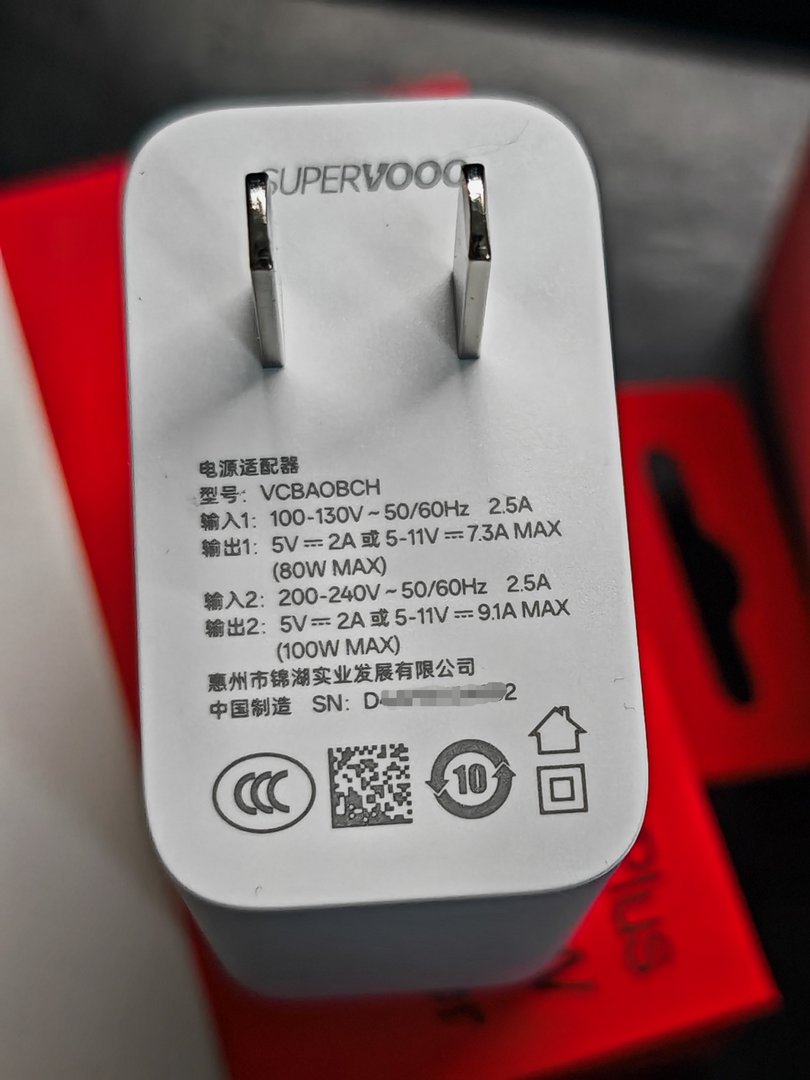 SUPERVOOC
电源适配器
型号: VCBAOBCH
输入1: 100-130V ~ 50/60Hz 2.5A
输出1: 5V ⎓ 2A 或 5-11V ⎓ 7.3A MAX
(80W MAX)
输入2: 200-240V ~ 50/60Hz 2.5A
输出2: 5V ⎓ 2A 或 5-11V ⎓ 9.1A MAX
(100W MAX)
惠州市锦湖实业发展有限公司
中国制造 SN: D
2
CCC
10
Plus